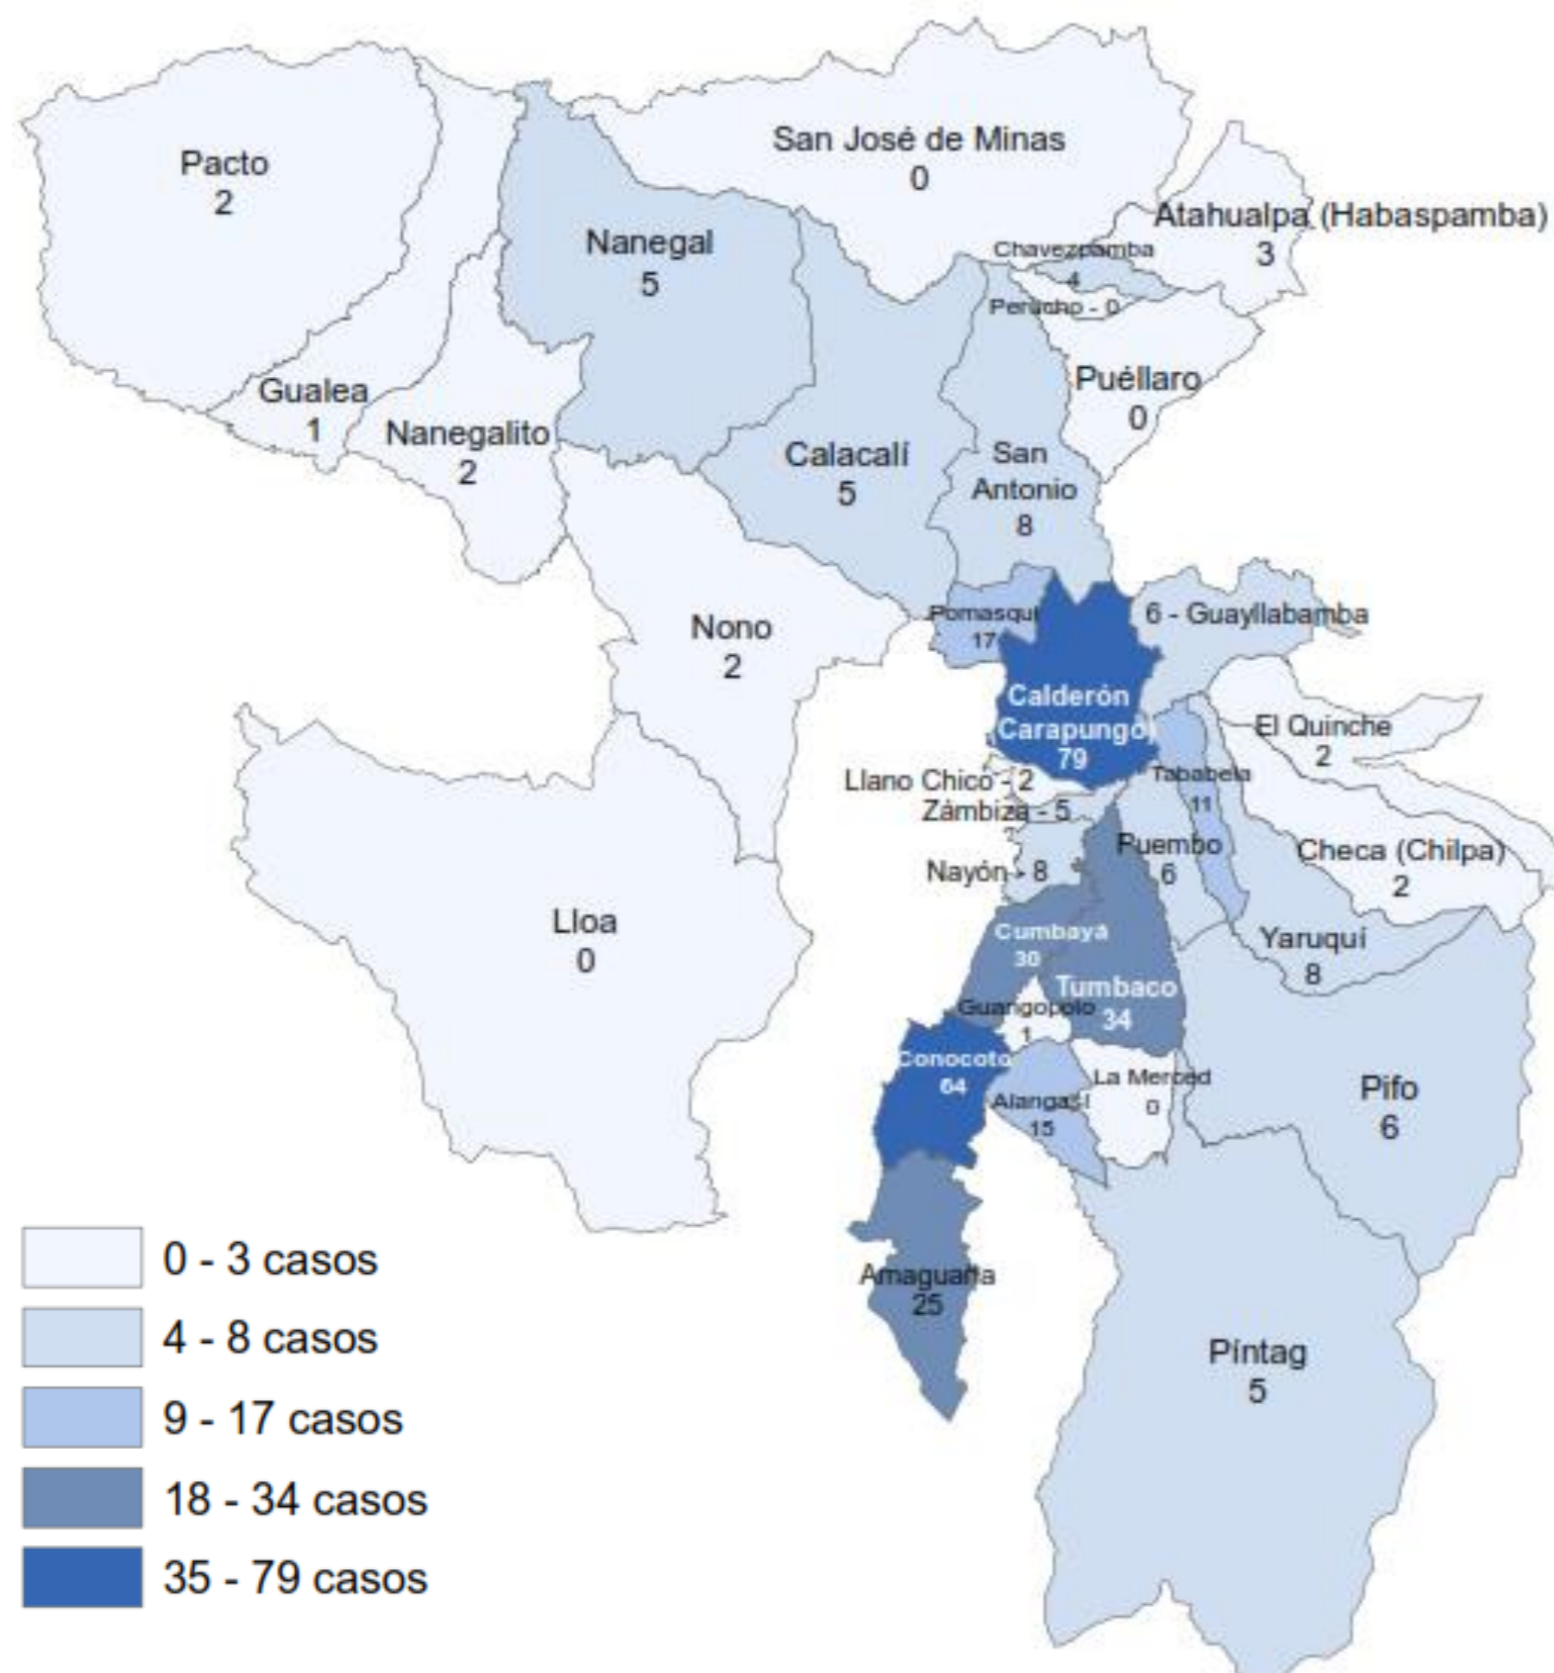 San José de Minas
0
Pacto
2
Atahualpa (Habaspamba)
3
Nanegal
5
Chavezpamba
4
Perucho - 0
Puéllaro
0
Gualea
1
Nanegalito
2
Calacalí
5
San
Antonio
8
Pomasqui
17
6 - Guayllabamba
Nono
2
Calderón
(Carapungo)
79
El Quinche
2
Llano Chico - 2
Tababela
11
Zámbiza - 5
Puembo
6
Checa (Chilpa)
2
Nayón - 8
Lloa
0
Cumbayá
30
Yaruquí
8
Tumbaco
34
Guangopolo
1
Conocoto
64
La Merced
0
Alangasí
15
Pifo
6
Amaguaña
25
Píntag
5
0 - 3 casos
4 - 8 casos
9 - 17 casos
18 - 34 casos
35 - 79 casos